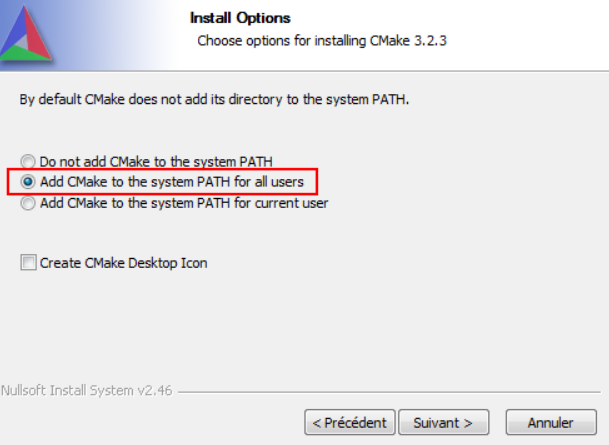 Install Options
Choose options for installing CMake 3.2.3
By default CMake does not add its directory to the system PATH.
Do not add CMake to the system PATH
Add CMake to the system PATH for all users
Add CMake to the system PATH for current user
Create CMake Desktop Icon
Nullsoft Install System v2.46
< Précédent Suivant > Annuler